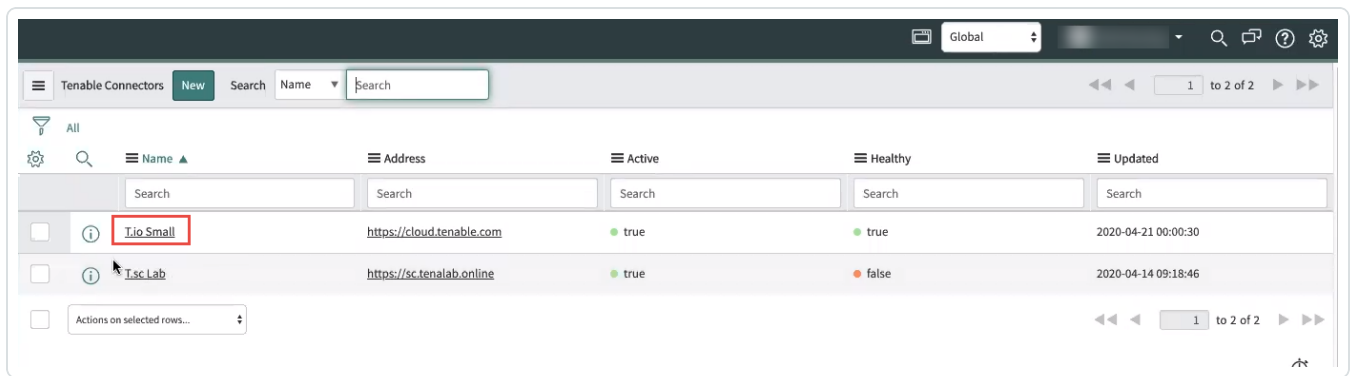 Global
Tenable Connectors New Search Name Search 1 to 2 of 2
All
Name Address Active Healthy Updated
Search Search Search Search Search
T.io Small https://cloud.tenable.com true true 2020-04-21 00:00:30
T.sc Lab https://sc.tenalab.online true false 2020-04-14 09:18:46
Actions on selected rows... 1 to 2 of 2